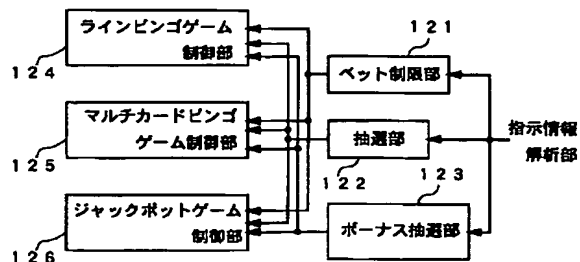 ラインビンゴゲーム
制御部
124
マルチカードビンゴ
ゲーム制御部
125
ジャックポットゲーム
制御部
126
121
ベット制限部
抽選部
122
123
ボーナス抽選部
指示情報
解析部